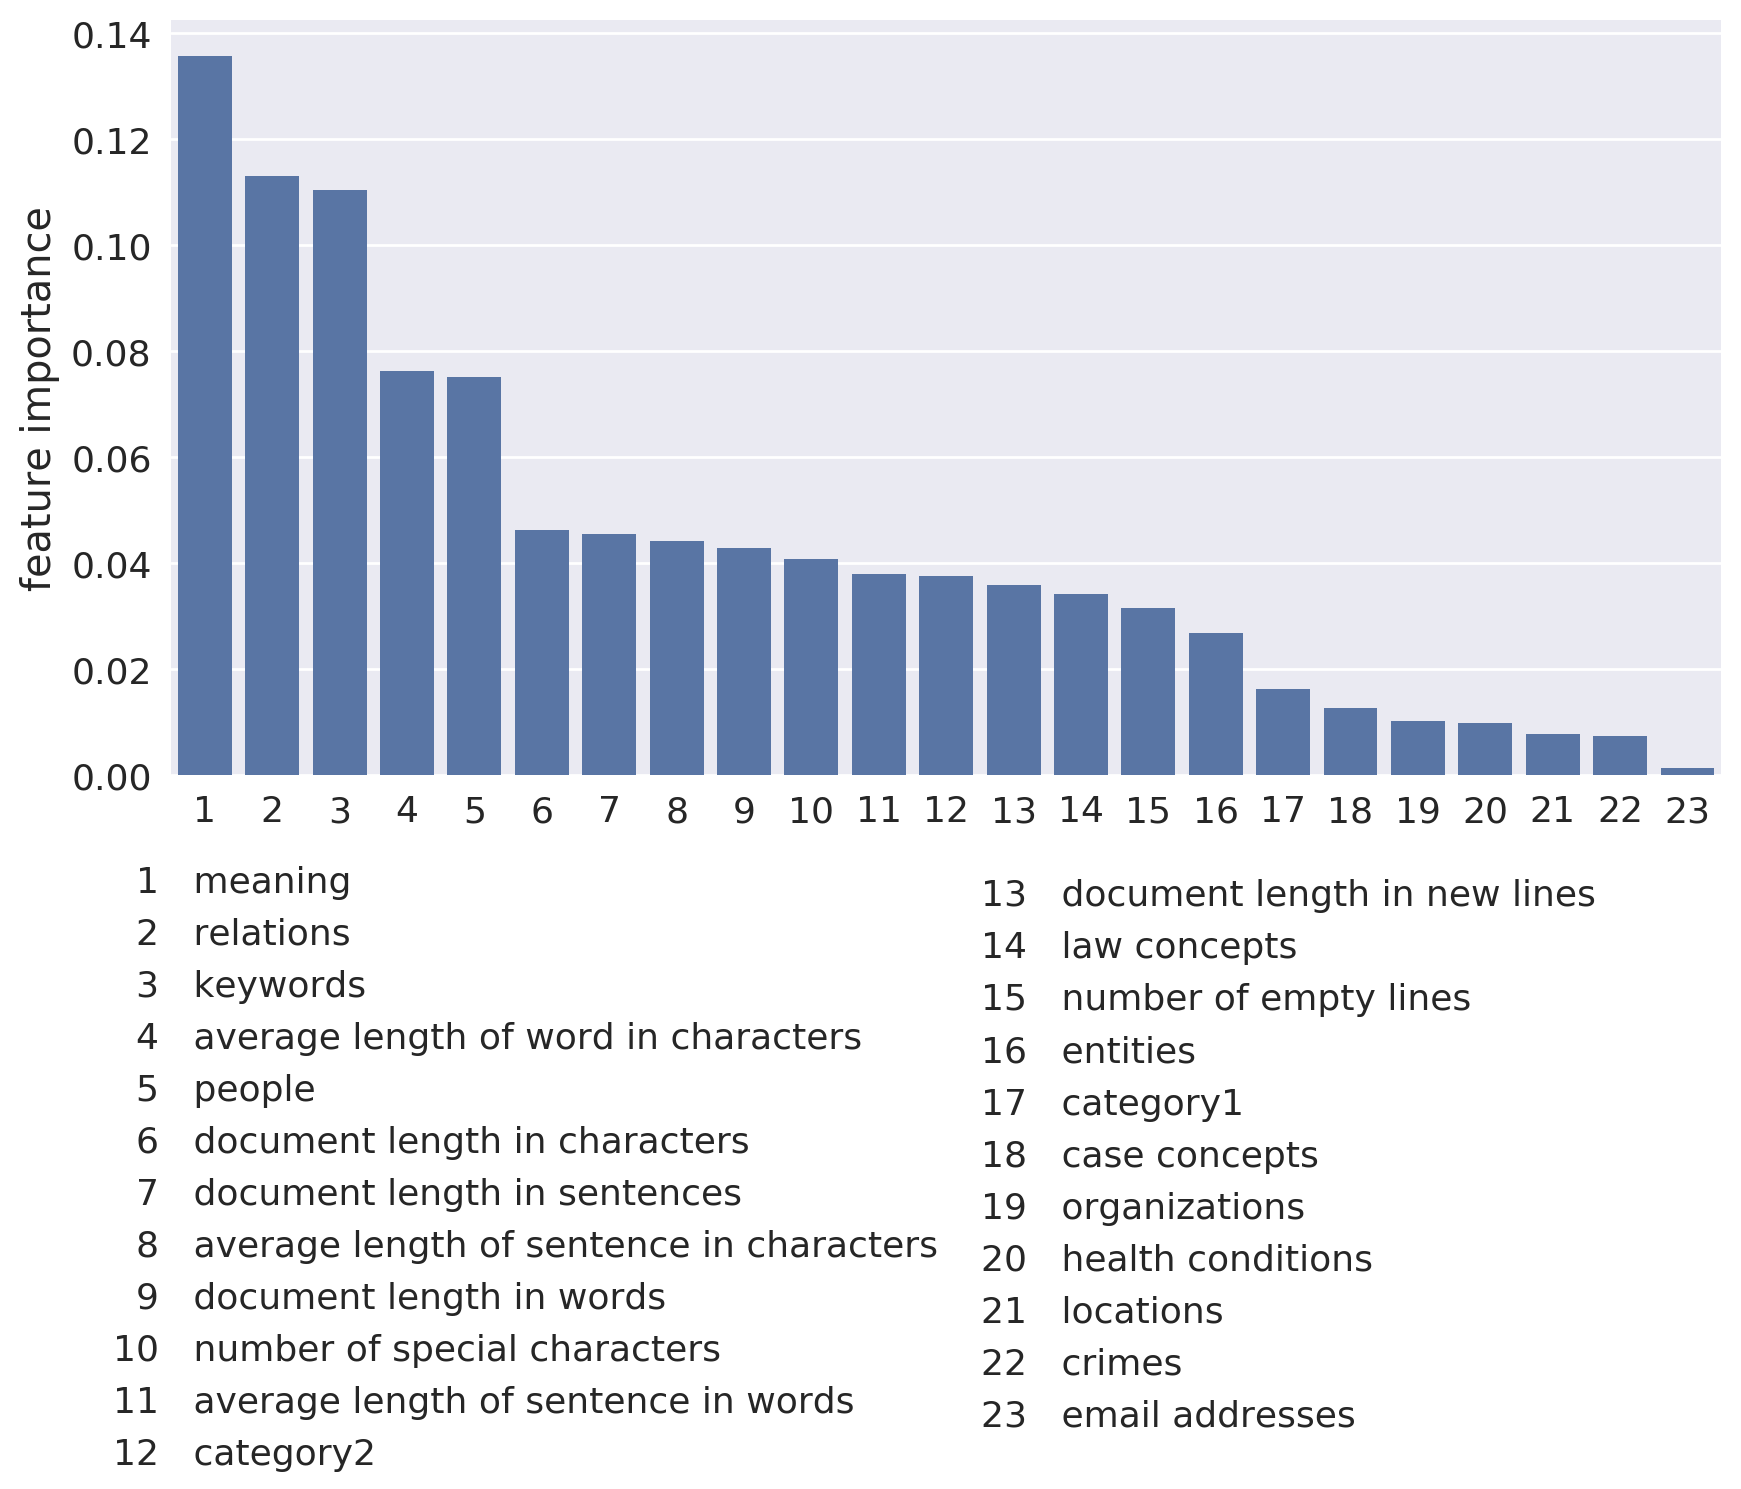 0.14
0.12
0.10
0.08
0.06
0.04
0.02
0.00
feature importance
1 2 3 4 5 6 7 8 9 10 11 12 13 14 15 16 17 18 19 20 21 22 23
1 meaning
2 relations
3 keywords
4 average length of word in characters
5 people
6 document length in characters
7 document length in sentences
8 average length of sentence in characters
9 document length in words
10 number of special characters
11 average length of sentence in words
12 category2
13 document length in new lines
14 law concepts
15 number of empty lines
16 entities
17 category1
18 case concepts
19 organizations
20 health conditions
21 locations
22 crimes
23 email addresses